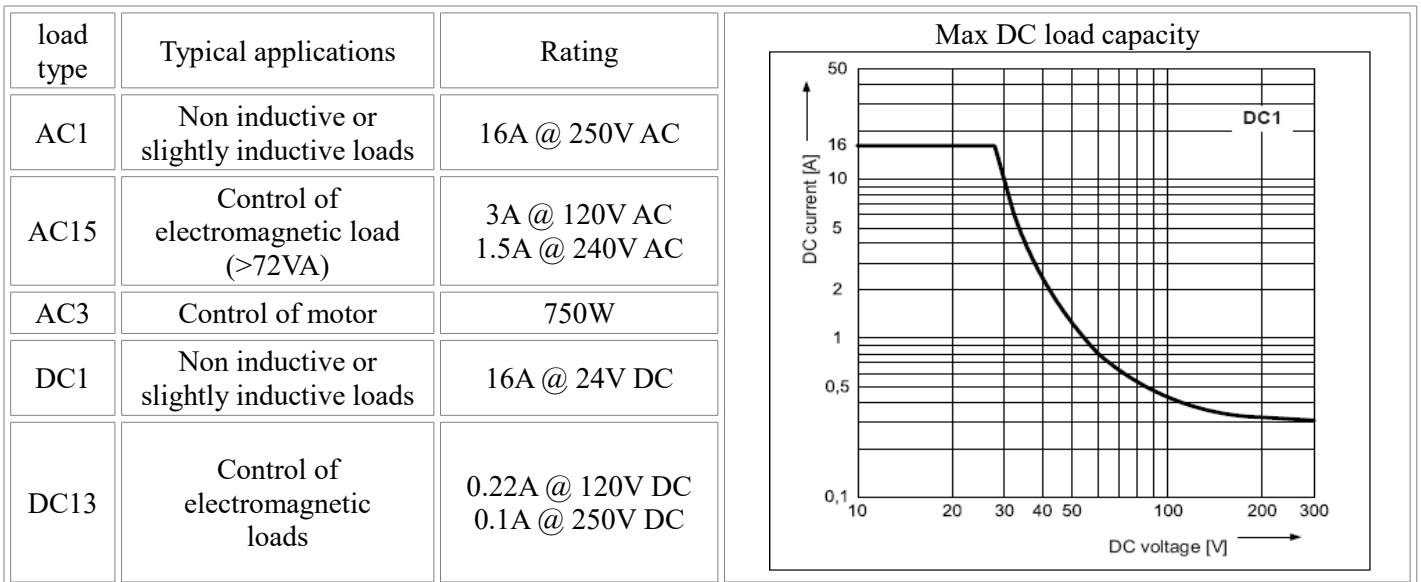 load
type
Typical applications
Rating
AC1
Non inductive or
slightly inductive loads
16A @ 250V AC
AC15
Control of
electromagnetic load
(>72VA)
3A @ 120V AC
1.5A @ 240V AC
AC3
Control of motor
750W
DC1
Non inductive or
slightly inductive loads
16A @ 24V DC
DC13
Control of
electromagnetic
loads
0.22A @ 120V DC
0.1A @ 250V DC
Max DC load capacity
DC current [A]
50
16
10
5
2
1
0,5
0,1
DC1
10 20 30 40 50 100 200 300
DC voltage [V]